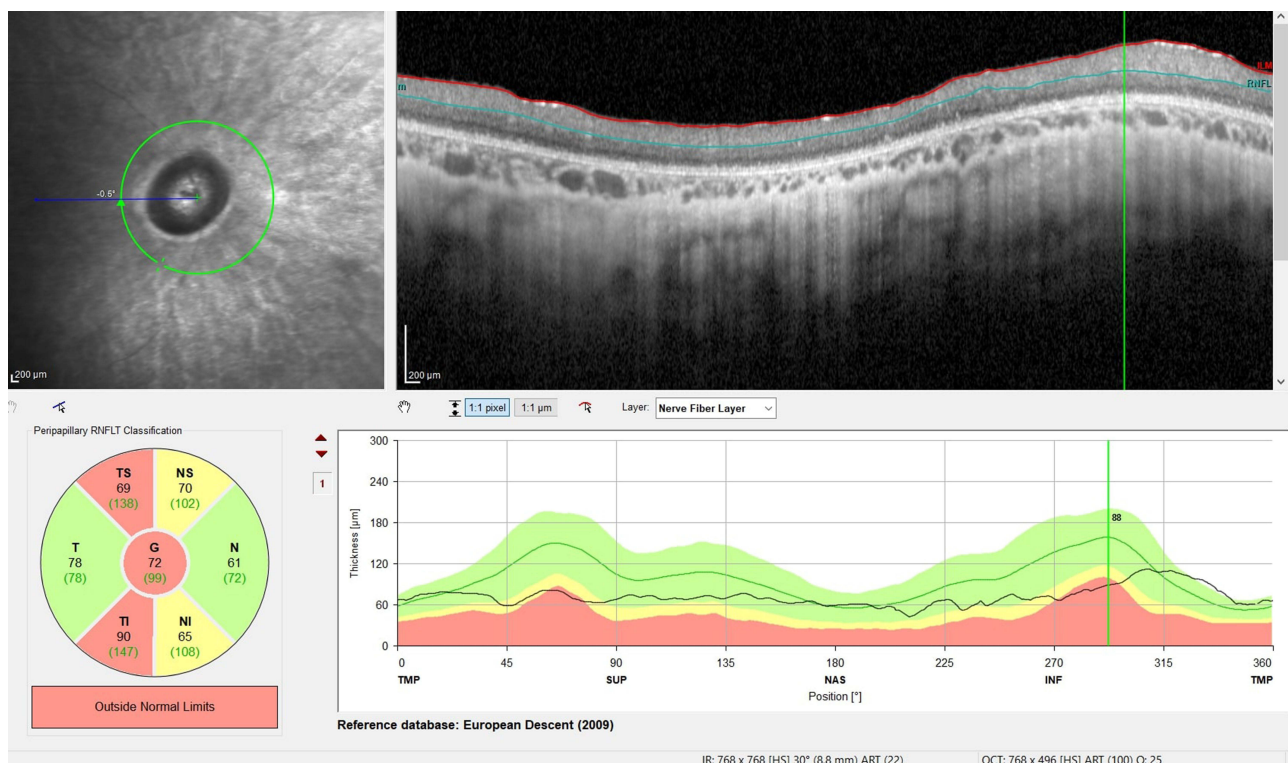 -0.6°
200 µm
ILM
RNFL
200 µm
1:1 pixel
1:1 µm
Layer:
Nerve Fiber Layer
Peripapillary RNFLT Classification
TS
69
(138)
NS
70
(102)
T
78
(78)
G
72
(99)
N
61
(72)
TI
90
(147)
NI
65
(108)
Outside Normal Limits
1
Thickness [µm]
300
240
180
120
60
0
88
0 45 90 135 180 225 270 315 360
TMP SUP NAS INF TMP
Position [°]
Reference database: European Descent (2009)
IR: 768 x 768 [HS] 30° (8.8 mm) ART (22)
OCT: 768 x 496 [HS] ART (100) Q: 25